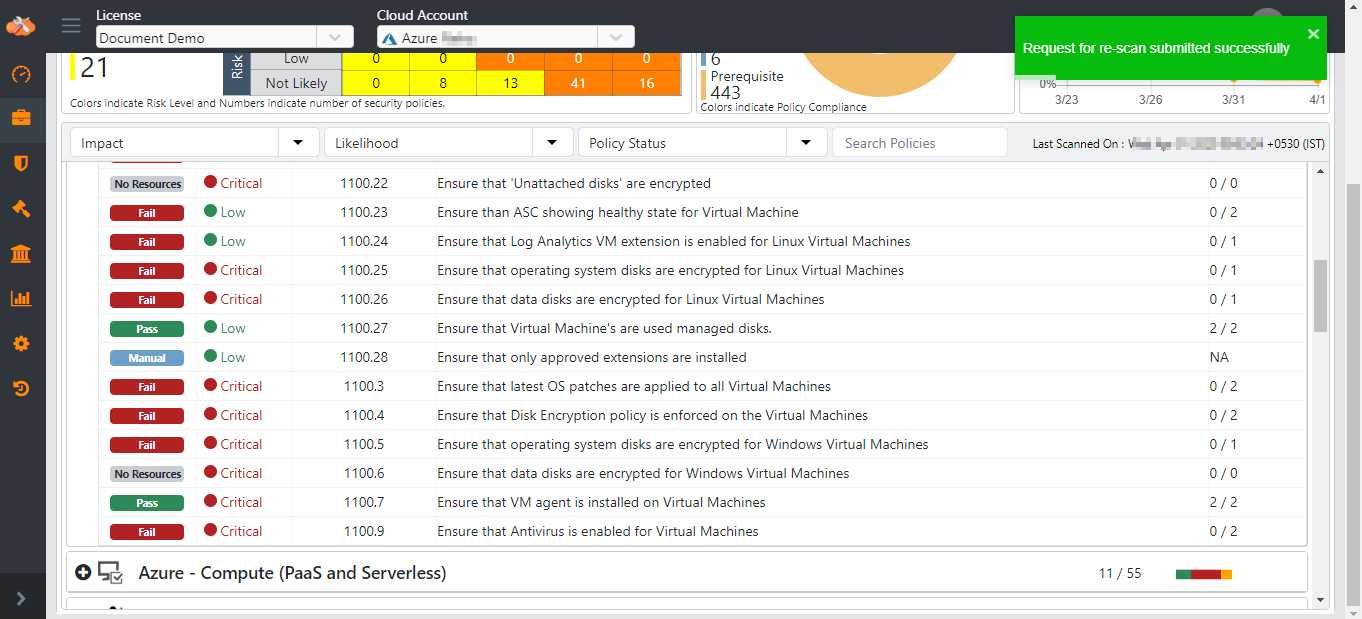 License
Cloud Account
Document Demo
Azure
Request for re-scan submitted successfully
21
Risk
Low 0 0 0 0 0
Not Likely 0 8 13 41 16
Colors indicate Risk Level and Numbers indicate number of security policies.
6
Prerequisite
443
Colors indicate Policy Compliance
0%
3/23 3/26 3/31 4/1
Impact
Likelihood
Policy Status
Search Policies
Last Scanned On : +0530 (IST)
No Resources Critical 1100.22 Ensure that 'Unattached disks' are encrypted 0 / 0
Fail Low 1100.23 Ensure than ASC showing healthy state for Virtual Machine 0 / 2
Fail Low 1100.24 Ensure that Log Analytics VM extension is enabled for Linux Virtual Machines 0 / 1
Fail Critical 1100.25 Ensure that operating system disks are encrypted for Linux Virtual Machines 0 / 1
Fail Critical 1100.26 Ensure that data disks are encrypted for Linux Virtual Machines 0 / 1
Pass Low 1100.27 Ensure that Virtual Machine's are used managed disks. 2 / 2
Manual Low 1100.28 Ensure that only approved extensions are installed NA
Fail Critical 1100.3 Ensure that latest OS patches are applied to all Virtual Machines 0 / 2
Fail Critical 1100.4 Ensure that Disk Encryption policy is enforced on the Virtual Machines 0 / 2
Fail Critical 1100.5 Ensure that operating system disks are encrypted for Windows Virtual Machines 0 / 1
No Resources Critical 1100.6 Ensure that data disks are encrypted for Windows Virtual Machines 0 / 0
Pass Critical 1100.7 Ensure that VM agent is installed on Virtual Machines 2 / 2
Fail Critical 1100.9 Ensure that Antivirus is enabled for Virtual Machines 0 / 2
Azure - Compute (PaaS and Serverless) 11 / 55